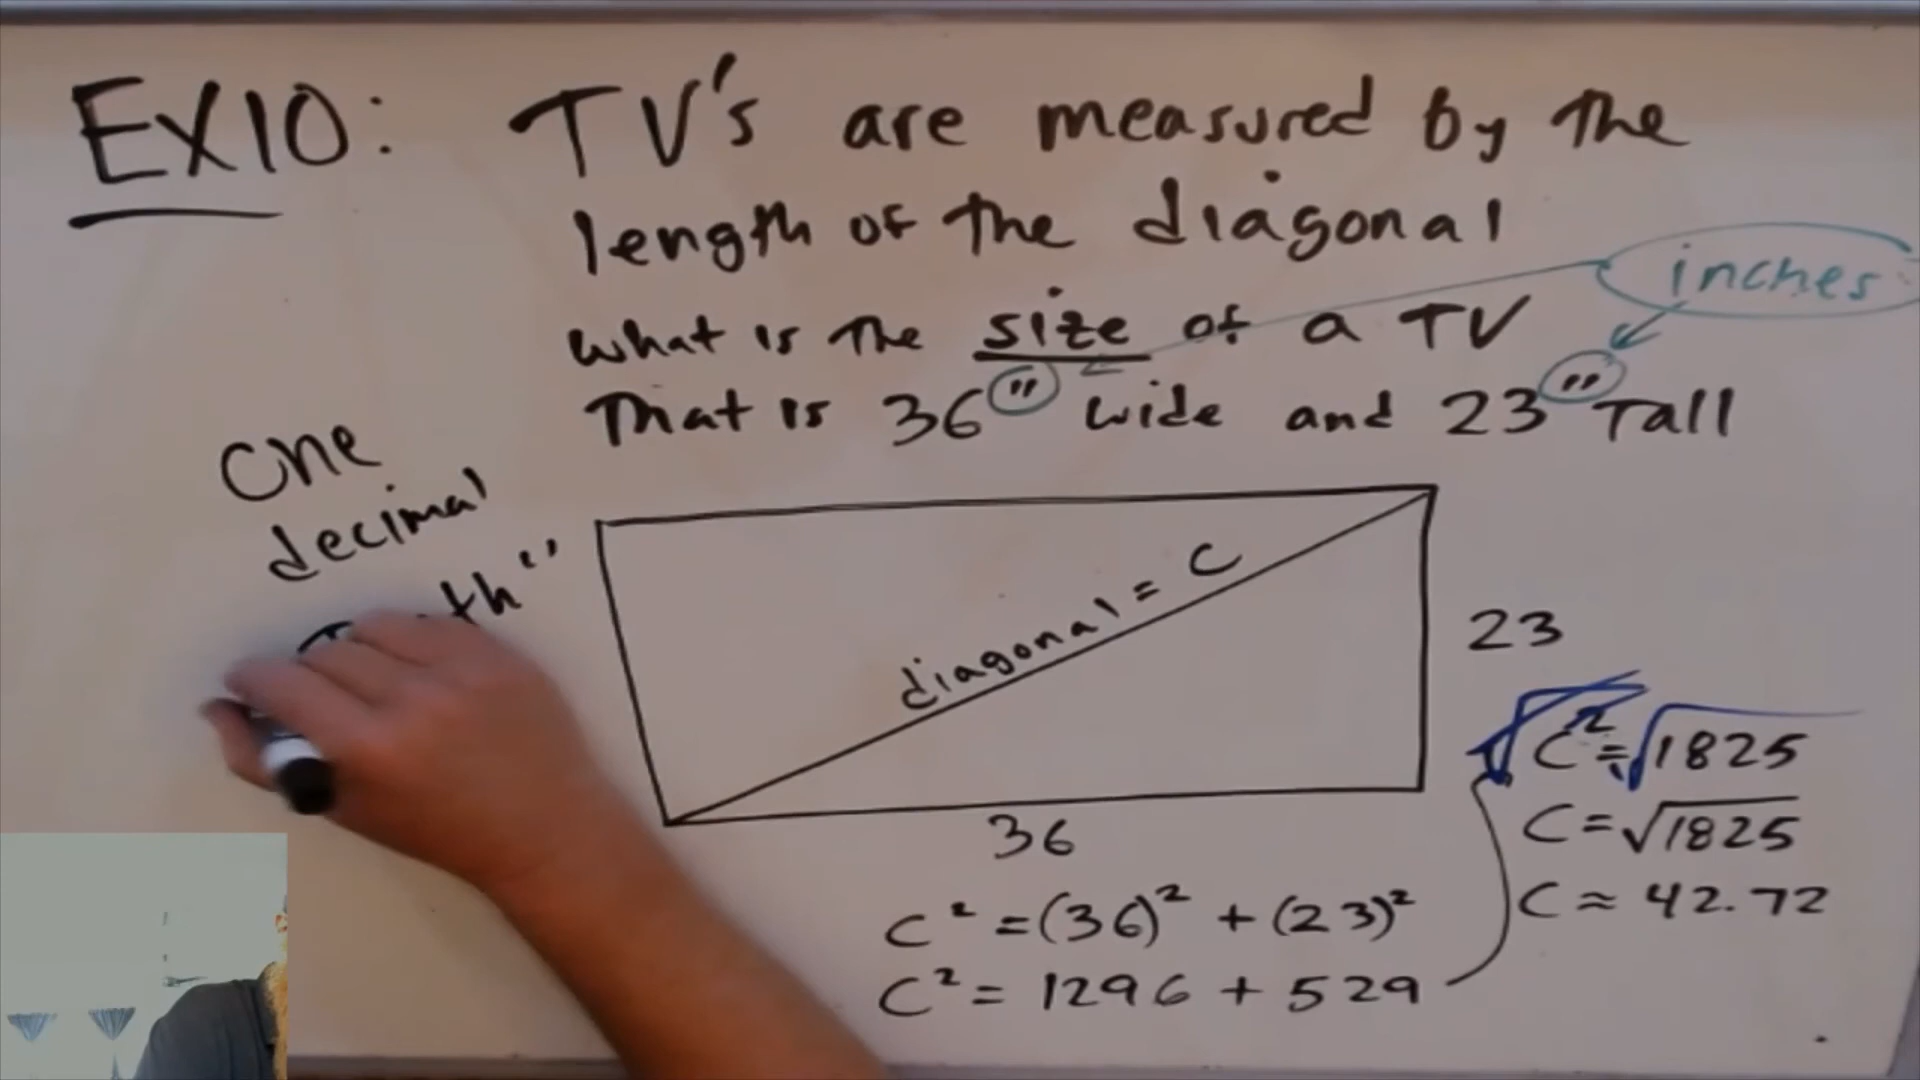 EX10: TV's are measured by the
length of the diagonal
inches
What is the size of a TV
That is 36" wide and 23" Tall
One
decimal
diagonal = C
23
36
C² = √1825
C = √1825
C ≈ 42.72
C² = (36)² + (23)²
C² = 1296 + 529